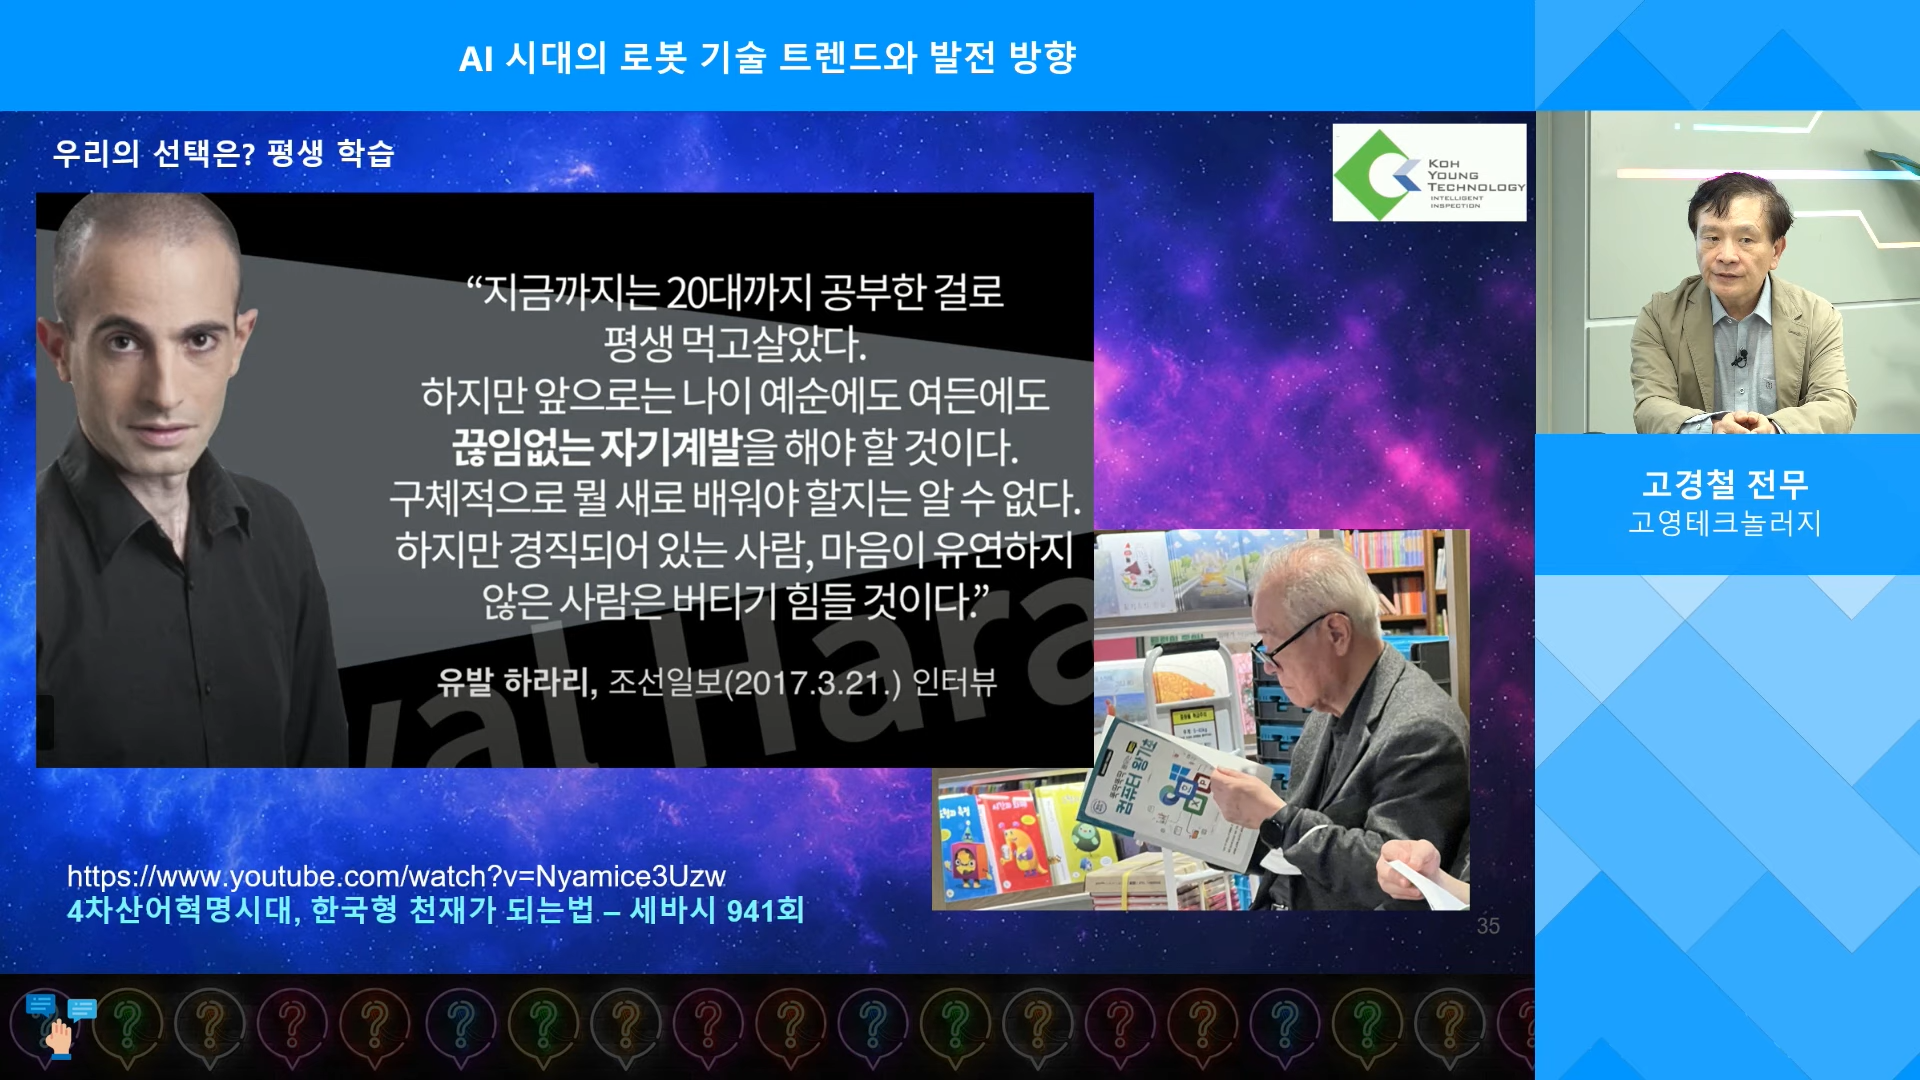 AI 시대의 로봇 기술 트렌드와 발전 방향
우리의 선택은? 평생 학습
KOH
YOUNG
TECHNOLOGY
INTELLIGENT
INSPECTION
“지금까지는 20대까지 공부한 걸로
평생 먹고살았다.
하지만 앞으로는 나이 예순에도 여든에도
끊임없는 자기계발을 해야 할 것이다.
구체적으로 뭘 새로 배워야 할지는 알 수 없다.
하지만 경직되어 있는 사람, 마음이 유연하지
않은 사람은 버티기 힘들 것이다.”
유발 하라리, 조선일보(2017.3.21.) 인터뷰
val Hara
컴퓨터 왕기초
https://www.youtube.com/watch?v=Nyamice3Uzw
4차산어혁명시대, 한국형 천재가 되는법 – 세바시 941회
35
고경철 전무
고영테크놀러지